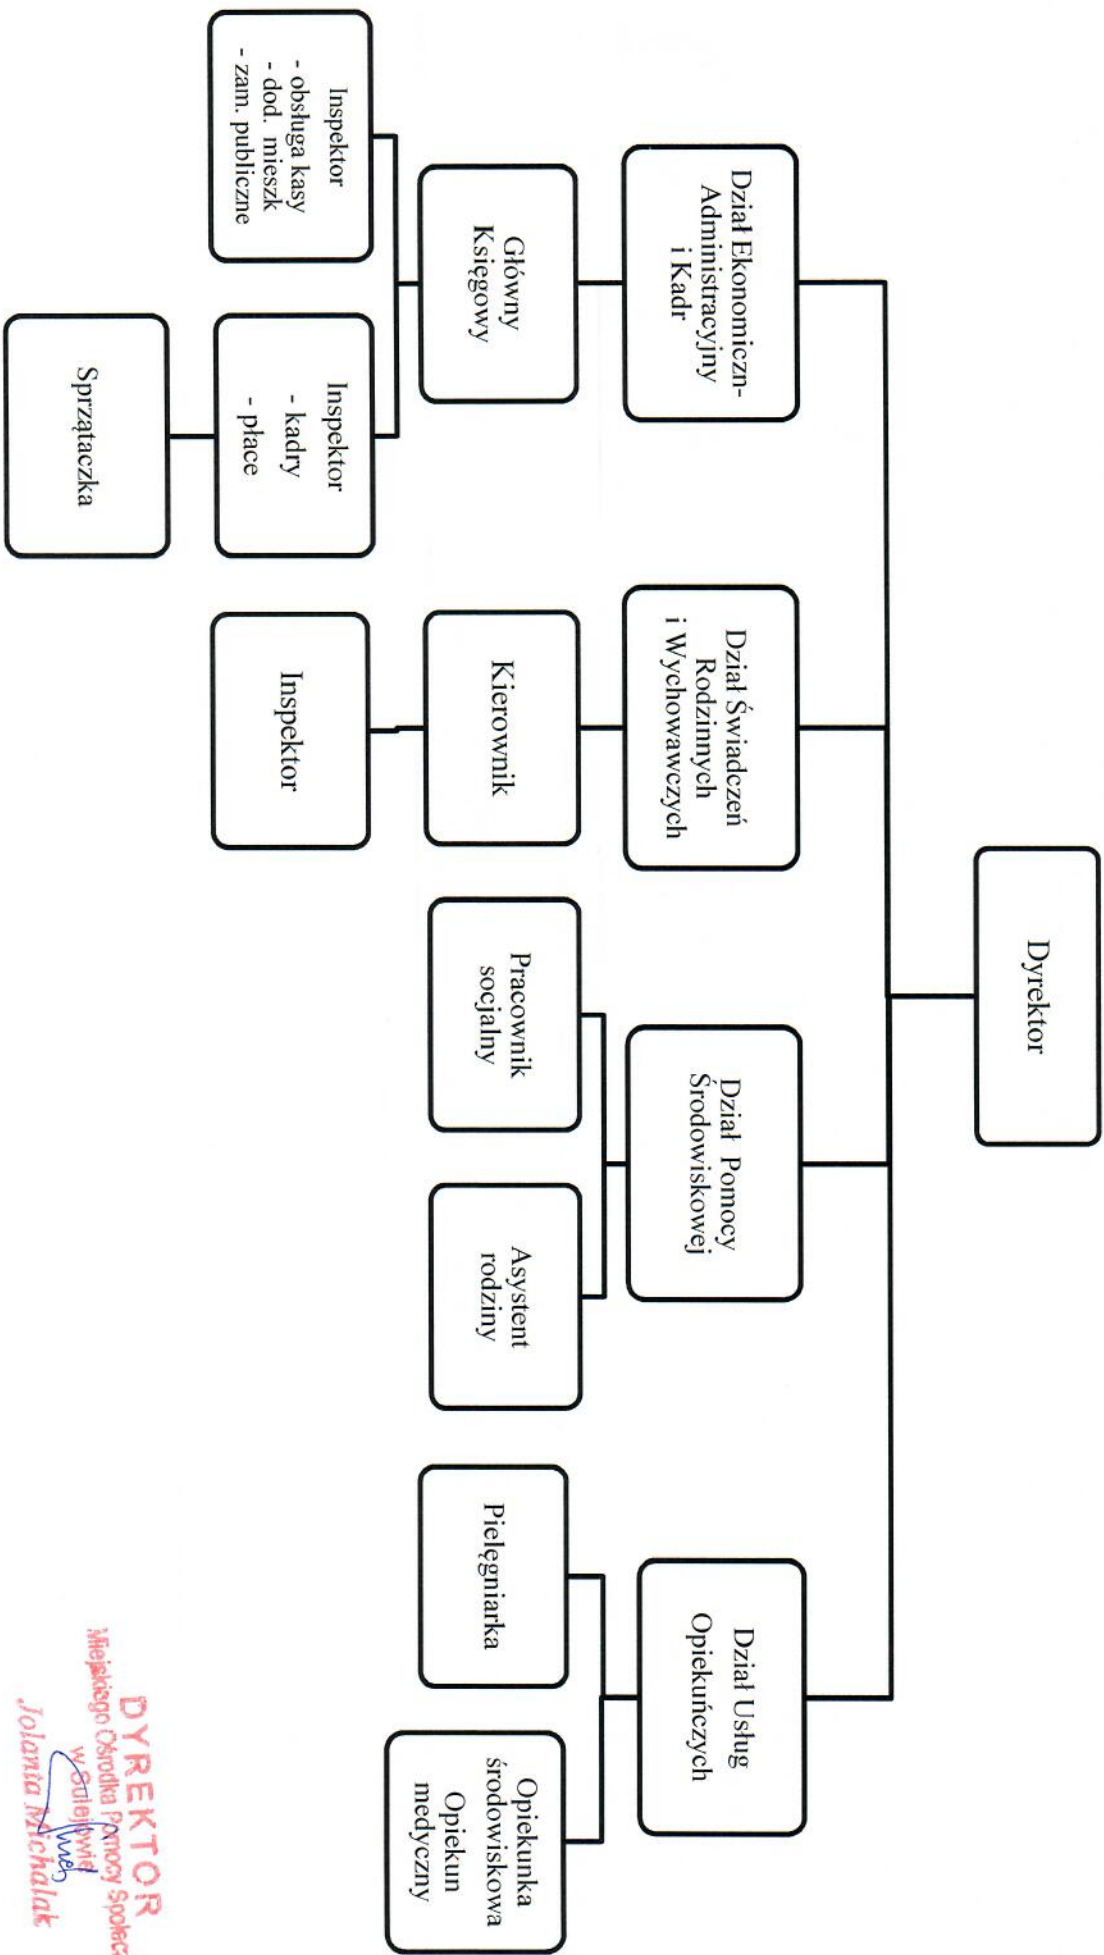 Dyrektor
Dział Ekonomiczn-
Administracyjny
i Kadr
Dział Świadczeń
Rodzinnych
i Wychowawczych
Dział Pomocy
Środowiskowej
Dział Usług
Opiekuńczych
Główny
Księgowy
Kierownik
Pracownik
socjalny
Asystent
rodziny
Pielęgniarka
Opiekunka
środowiskowa
Opiekun
medyczny
Inspektor
- obsługa kasy
- dod. mieszk
- zam. publiczne
Inspektor
- kadry
- płace
Inspektor
Sprzątaczka
DYREKTOR
Miejskiego Ośrodka Pomocy Społecz
w Sulejowie
Jolanta Michalak